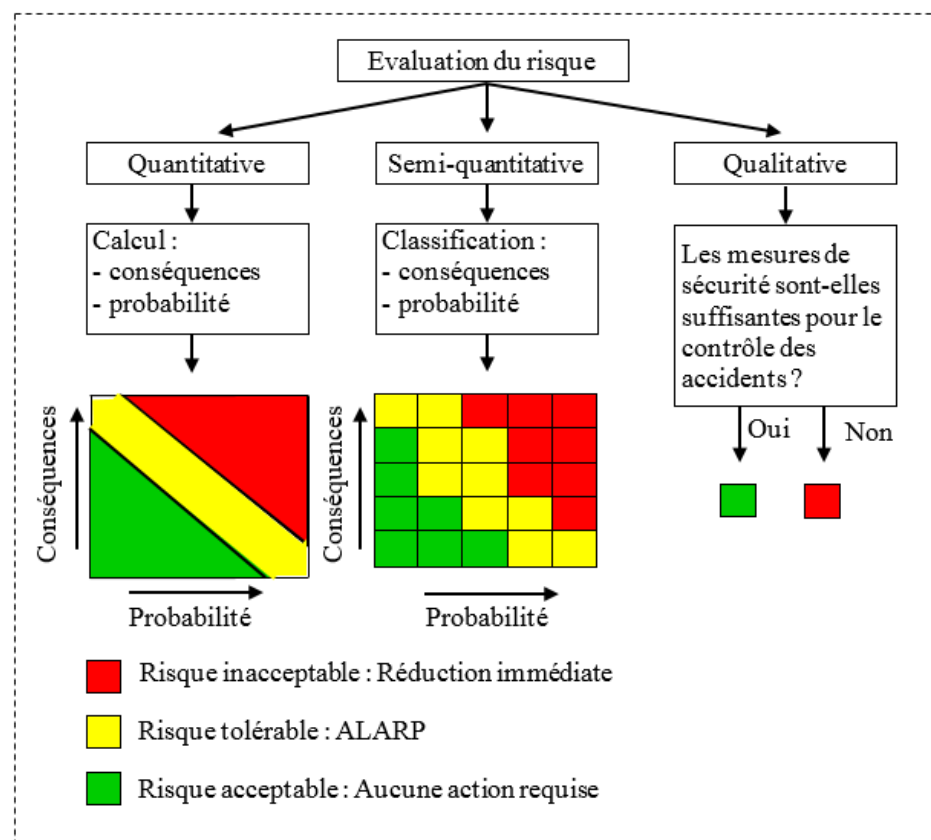 Evaluation du risque
Quantitative
Semi-quantitative
Qualitative
Calcul :
- conséquences
- probabilité
Classification :
- conséquences
- probabilité
Les mesures de
sécurité sont-elles
suffisantes pour le
contrôle des
accidents ?
Oui
Non
Conséquences
Probabilité
Conséquences
Probabilité
Risque inacceptable : Réduction immédiate
Risque tolérable : ALARP
Risque acceptable : Aucune action requise